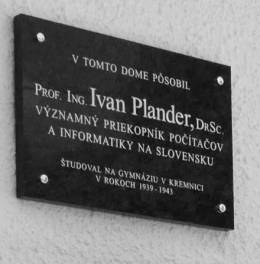 V TOMTO DOME PÔSOBIL
PROF. ING. Ivan Plander, DRSC.
VÝZNAMNÝ PRIEKOPNÍK POČÍTAČOV
A INFORMATIKY NA SLOVENSKU
ŠTUDOVAL NA GYMNÁZIU V KREMNICI
V ROKOCH 1939-1943